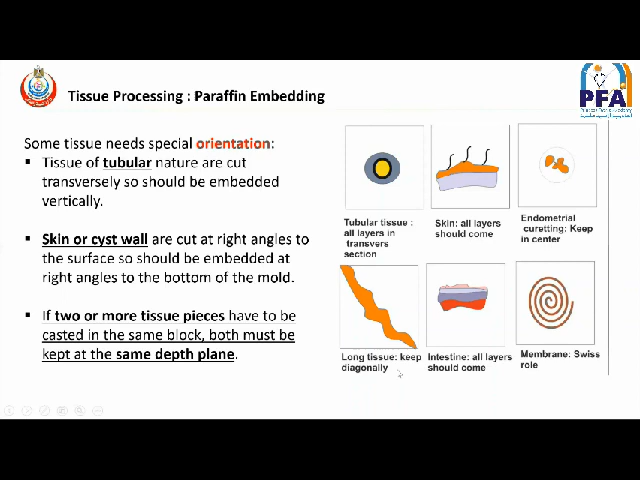 Tissue Processing : Paraffin Embedding
PFA
Some tissue needs special orientation:
▪ Tissue of tubular nature are cut
transversely so should be embedded
vertically.
▪ Skin or cyst wall are cut at right angles to
the surface so should be embedded at
right angles to the bottom of the mold.
▪ If two or more tissue pieces have to be
casted in the same block, both must be
kept at the same depth plane.
Tubular tissue :
all layers in
transvers
section
Skin: all layers
should come
Endometrial
curetting: Keep
in center
Long tissue: keep
diagonally
Intestine: all layers
should come
Membrane: Swiss
role